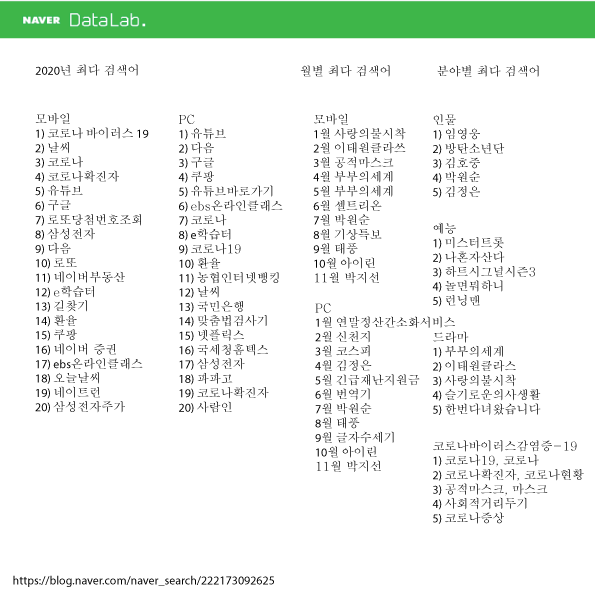 NAVER DataLab.
2020년 최다 검색어
모바일
1) 코로나 바이러스 19
2) 날씨
3) 코로나
4) 코로나확진자
5) 유튜브
6) 구글
7) 로또당첨번호조회
8) 삼성전자
9) 다음
10) 로또
11) 네이버부동산
12) e학습터
13) 길찾기
14) 환율
15) 쿠팡
16) 네이버 증권
17) ebs온라인클래스
18) 오늘날씨
19) 네이트런
20) 삼성전자주가
PC
1) 유튜브
2) 다음
3) 구글
4) 쿠팡
5) 유튜브바로가기
6) ebs온라인클래스
7) 코로나
8) e학습터
9) 코로나19
10) 환율
11) 농협인터넷뱅킹
12) 날씨
13) 국민은행
14) 맞춤법검사기
15) 넷플릭스
16) 국세청홈텍스
17) 삼성전자
18) 파파고
19) 코로나확진자
20) 사람인
월별 최다 검색어
모바일
1월 사랑의불시착
2월 이태원클라쓰
3월 공적마스크
4월 부부의세계
5월 부부의세계
6월 셀트리온
7월 박원순
8월 기상특보
9월 태풍
10월 아이린
11월 박지선
PC
1월 연말정산간소화서비스
2월 신천지
3월 코스피
4월 김정은
5월 긴급재난지원금
6월 번역기
7월 박원순
8월 태풍
9월 글자수세기
10월 아이린
11월 박지선
분야별 최다 검색어
인물
1) 임영웅
2) 방탄소년단
3) 김호중
4) 박원순
5) 김정은
예능
1) 미스터트롯
2) 나혼자산다
3) 하트시그널시즌3
4) 놀면뭐하니
5) 런닝맨
드라마
1) 부부의세계
2) 이태원클라스
3) 사랑의불시착
4) 슬기로운의사생활
5) 한번다녀왔습니다
코로나바이러스감염증-19
1) 코로나19, 코로나
2) 코로나확진자, 코로나현황
3) 공적마스크, 마스크
4) 사회적거리두기
5) 코로나증상
https://blog.naver.com/naver_search/222173092625